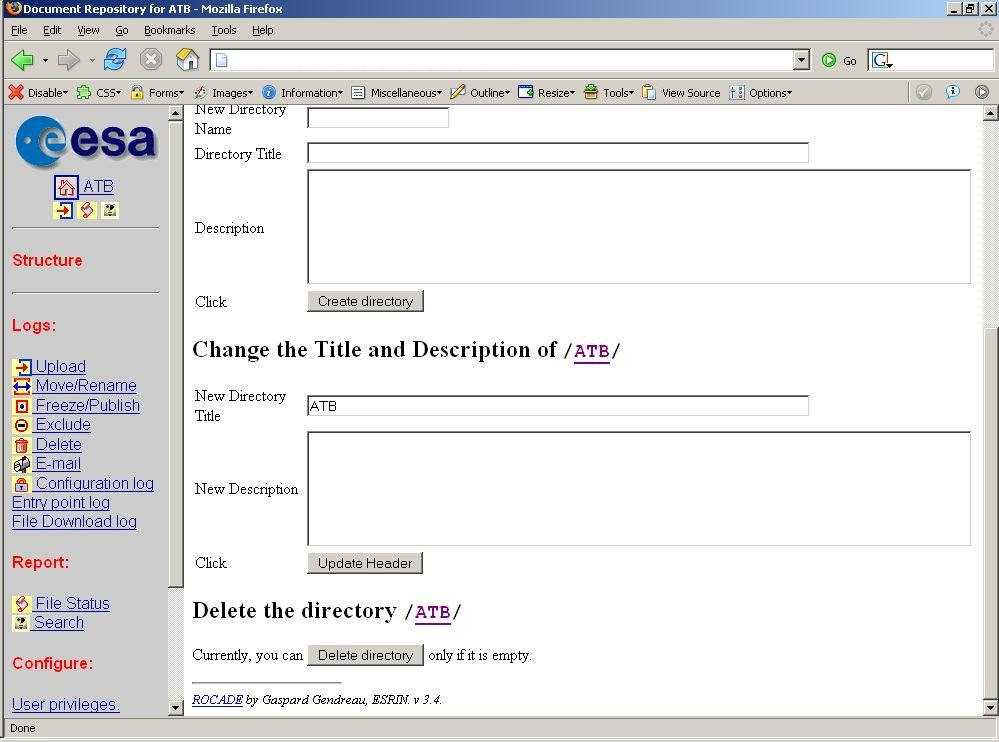 Document Repository for ATB - Mozilla Firefox
File Edit View Go Bookmarks Tools Help
Go G
Disable CSS Forms Images Information Miscellaneous Outline Resize Tools View Source Options
esa
ATB
Structure
Logs:
Upload
Move/Rename
Freeze/Publish
Exclude
Delete
E-mail
Configuration log
Entry point log
File Download log
Report:
File Status
Search
Configure:
User privileges.
New Directory
Name
Directory Title
Description
Click Create directory
Change the Title and Description of /ATB/
New Directory
Title
ATB
New Description
Click Update Header
Delete the directory /ATB/
Currently, you can Delete directory only if it is empty.
ROCADE by Gaspard Gendreau, ESRIN. v 3.4.
Done